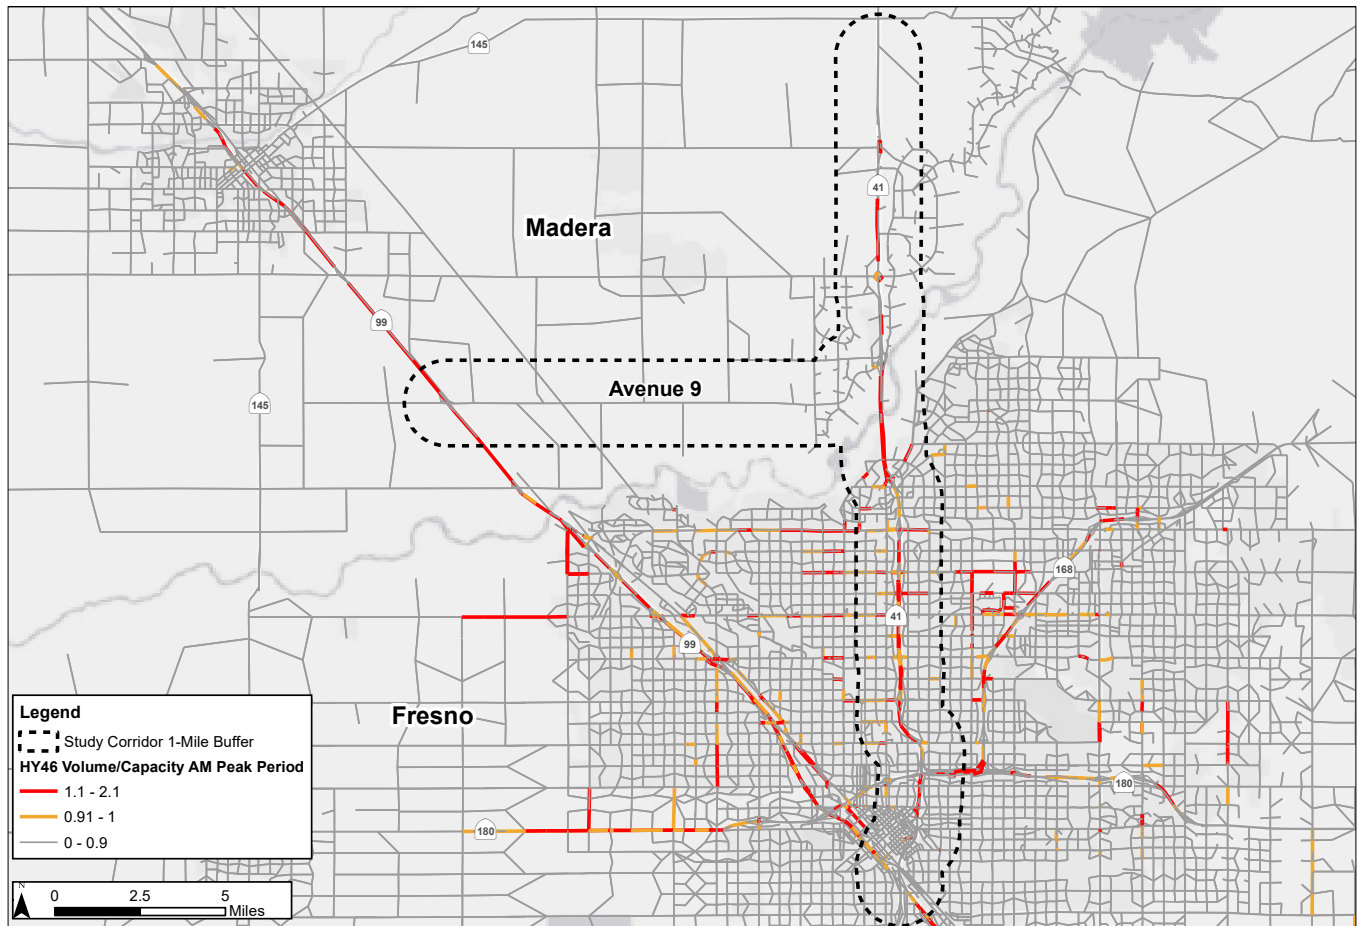 145
41
Madera
99
Avenue 9
145
168
41
99
Fresno
180
180
Legend
Study Corridor 1-Mile Buffer
HY46 Volume/Capacity AM Peak Period
1.1 - 2.1
0.91 - 1
0 - 0.9
N
0 2.5 5
Miles